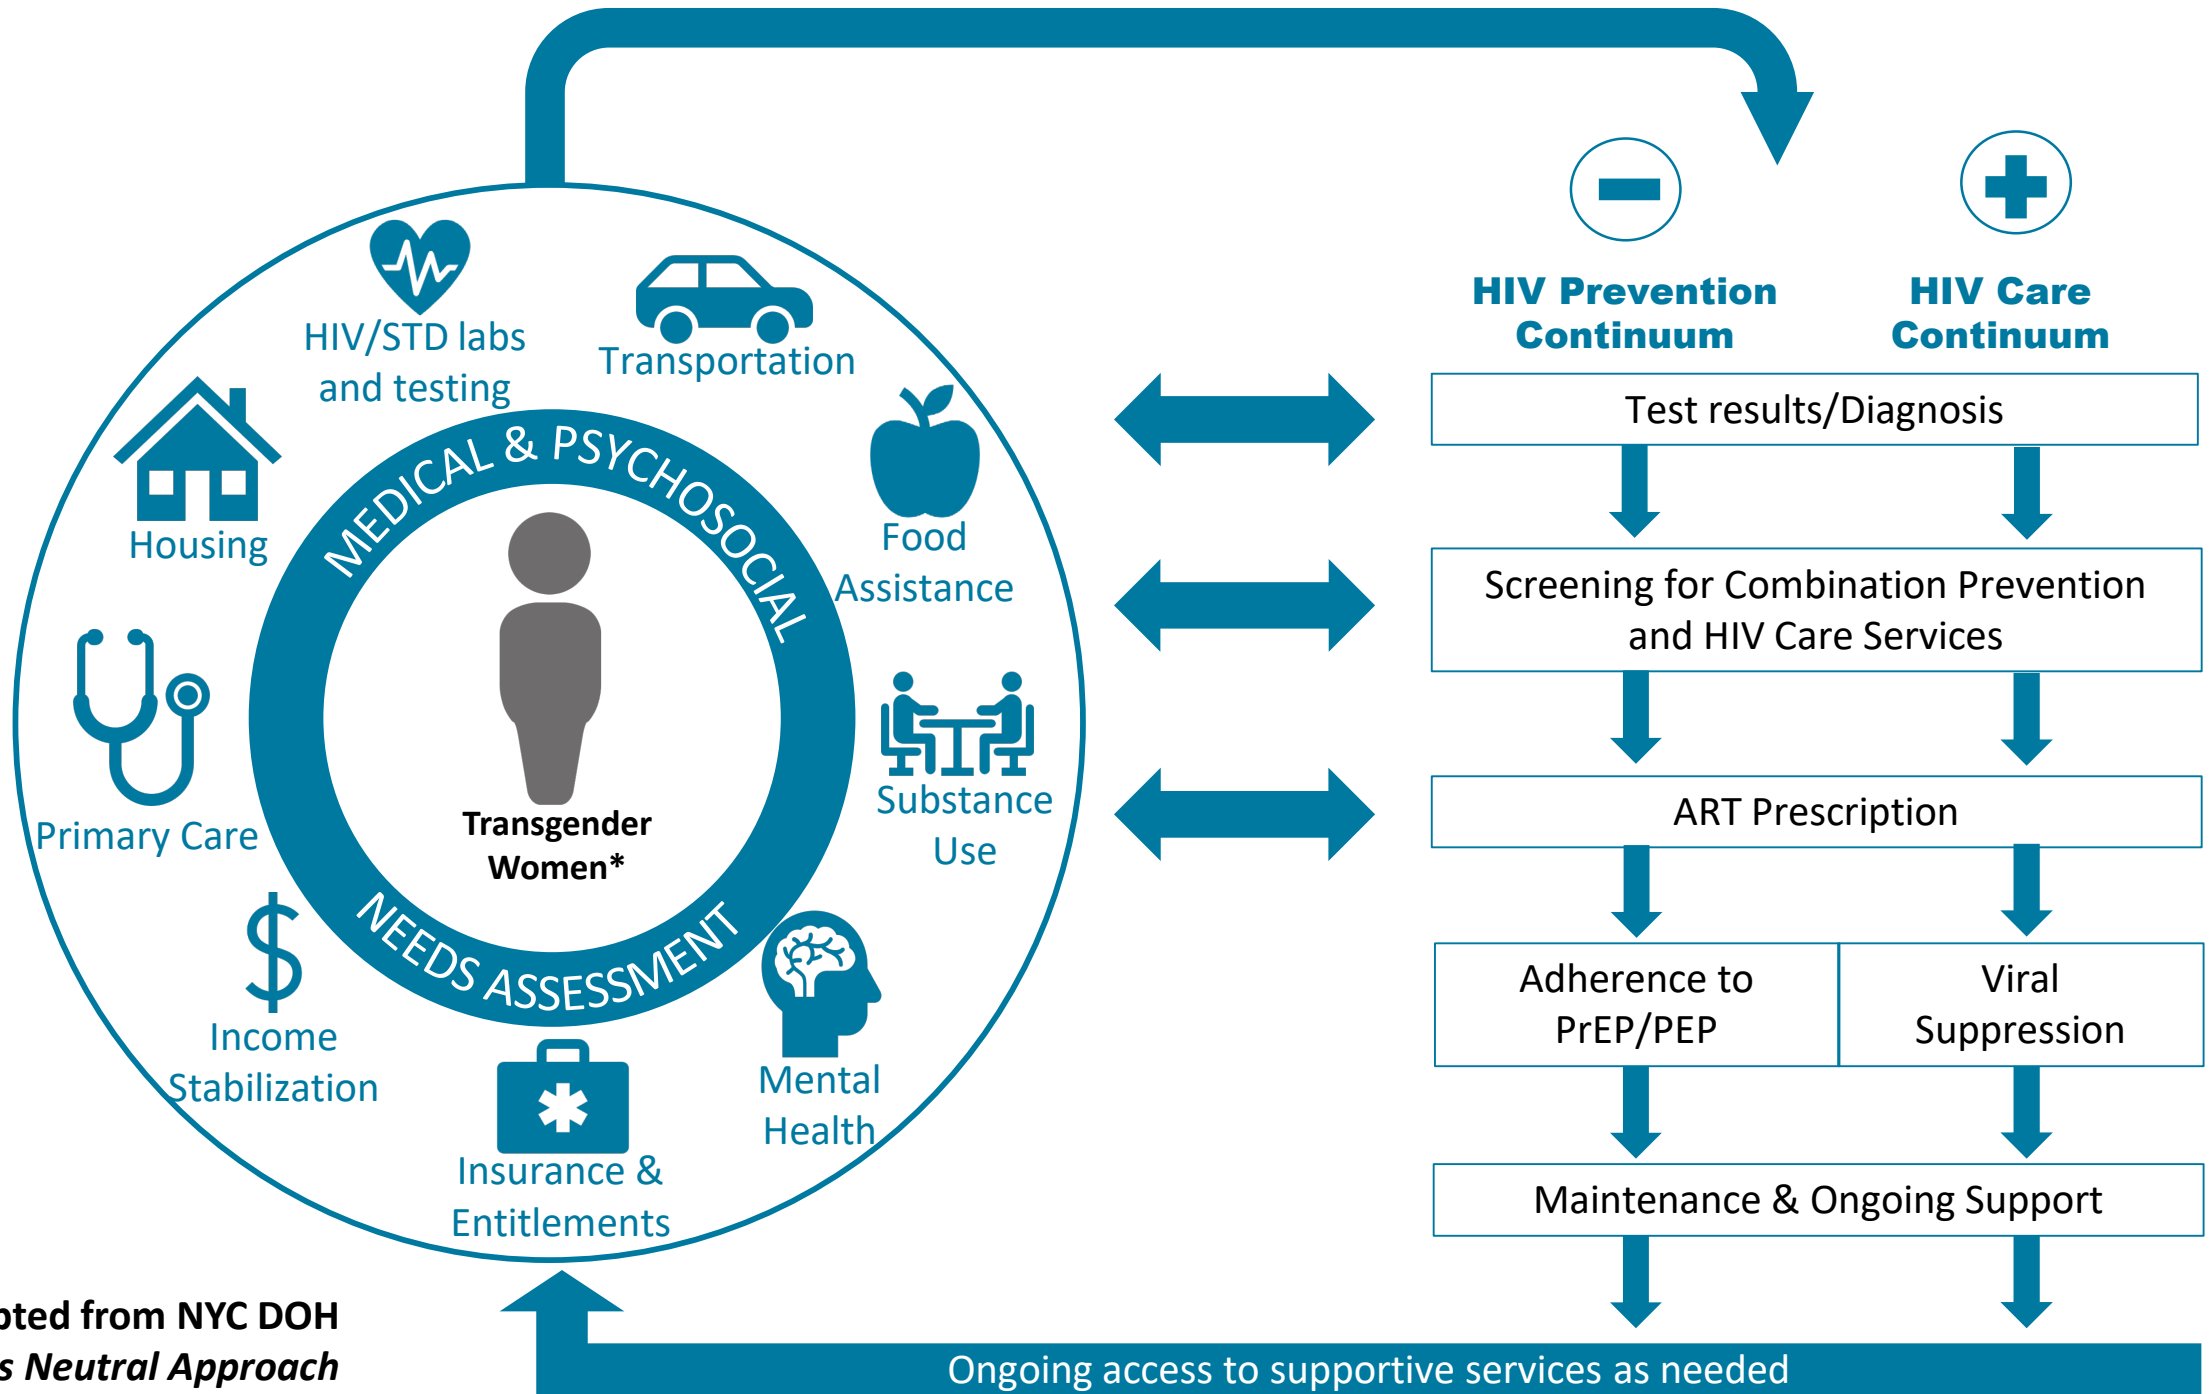 HIV/STD labs
and testing
Transportation
Housing
Food
Assistance
Primary Care
Substance
Use
Income
Stabilization
Mental
Health
Insurance &
Entitlements
MEDICAL & PSYCHOSOCIAL
NEEDS ASSESSMENT
Transgender
Women*
HIV Prevention
Continuum
HIV Care
Continuum
Test results/Diagnosis
Screening for Combination Prevention
and HIV Care Services
ART Prescription
Adherence to
PrEP/PEP
Viral
Suppression
Maintenance & Ongoing Support
Ongoing access to supportive services as needed
from NYC DOH
Neutral Approach